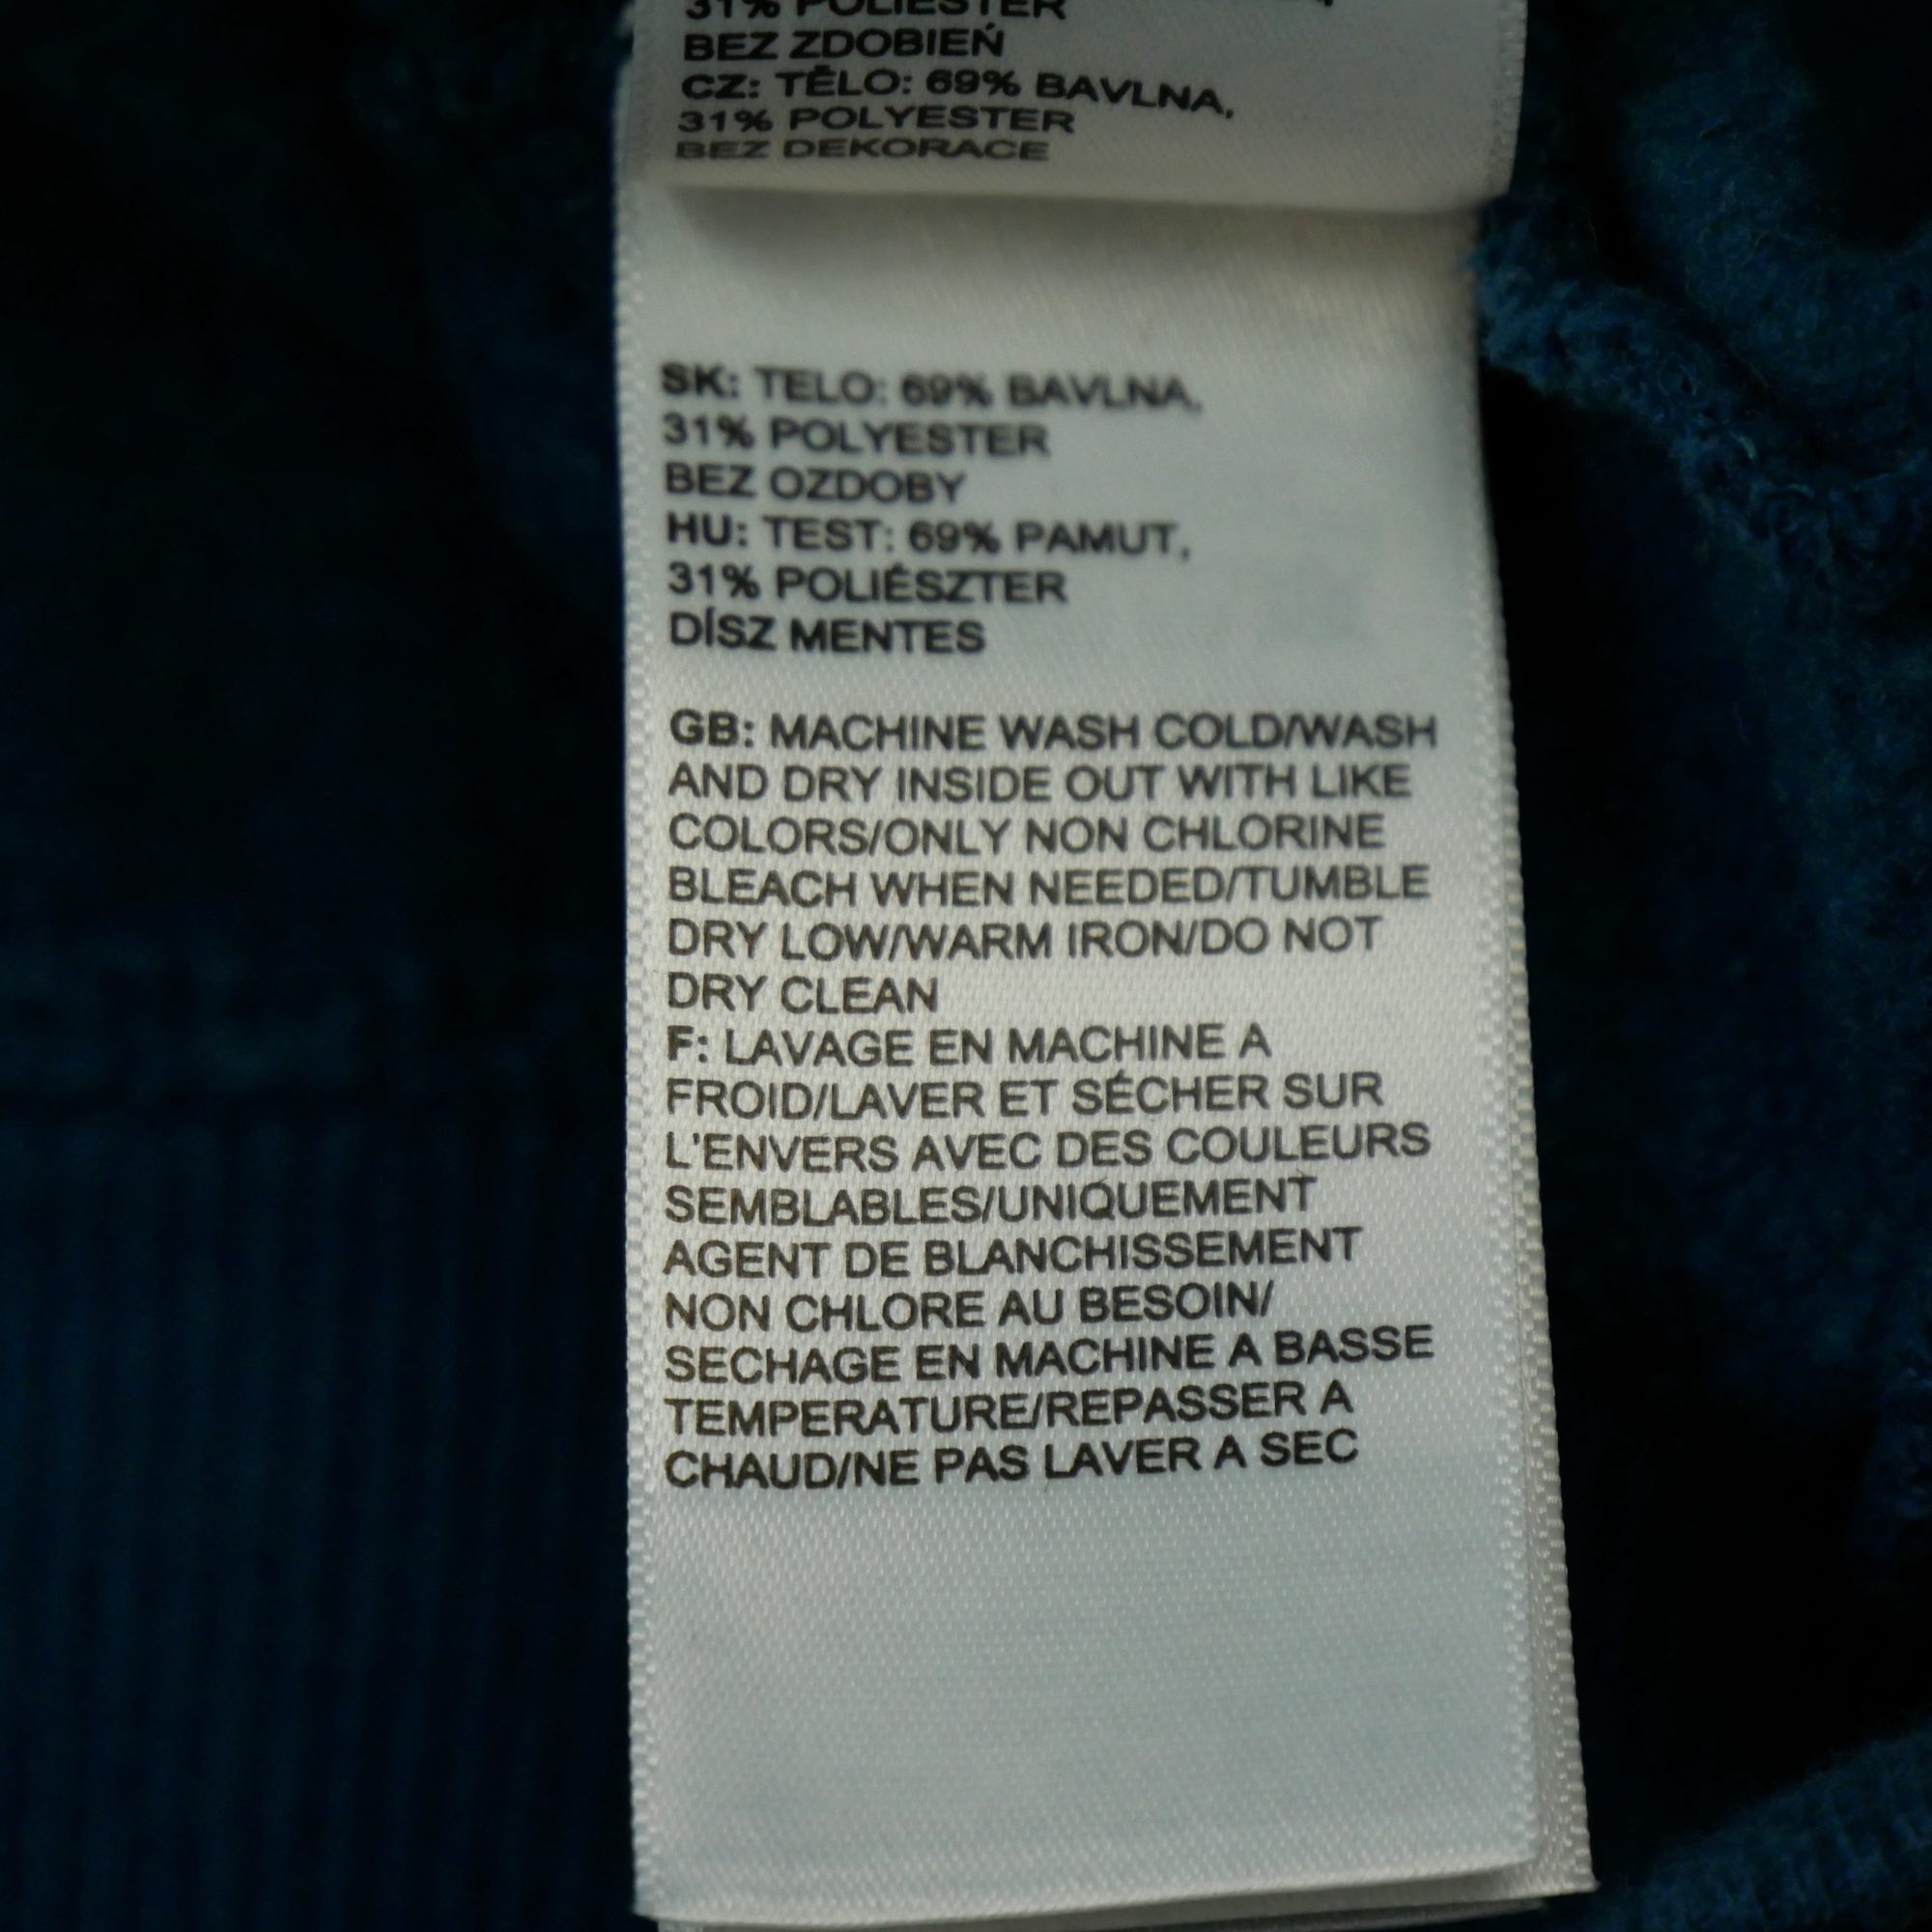 31% POLIESTER
BEZ ZDOBIEŃ
CZ: TĚLO: 69% BAVLNA,
31% POLYESTER
BEZ DEKORACE
SK: TELO: 69% BAVLNA,
31% POLYESTER
BEZ OZDOBY
HU: TEST: 69% PAMUT,
31% POLIÉSZTER
DÍSZ MENTES
GB: MACHINE WASH COLD/WASH
AND DRY INSIDE OUT WITH LIKE
COLORS/ONLY NON CHLORINE
BLEACH WHEN NEEDED/TUMBLE
DRY LOW/WARM IRON/DO NOT
DRY CLEAN
F: LAVAGE EN MACHINE A
FROID/LAVER ET SÉCHER SUR
L'ENVERS AVEC DES COULEURS
SEMBLABLES/UNIQUEMENT
AGENT DE BLANCHISSEMENT
NON CHLORE AU BESOIN/
SECHAGE EN MACHINE A BASSE
TEMPERATURE/REPASSER A
CHAUD/NE PAS LAVER A SEC